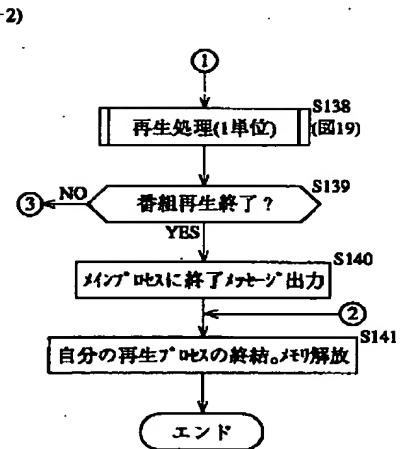 -2)
①
S138
再生処理(1単位)
(図19)
S139
③
NO
番組再生終了?
YES
S140
メインプロセスに終了メッセージ出力
②
S141
自分の再生プロセスの終結。メモリ解放
エンド